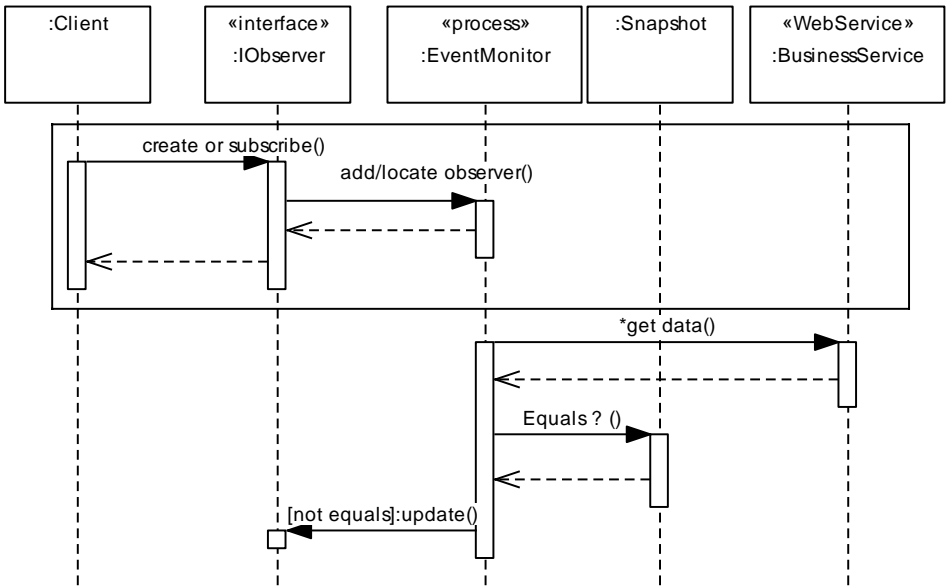 :Client
«interface»
:IObserver
«process»
:EventMonitor
:Snapshot
«WebService»
:BusinessService
create or subscribe()
add/locate observer()
*get data()
Equals ? ()
[not equals]:update()